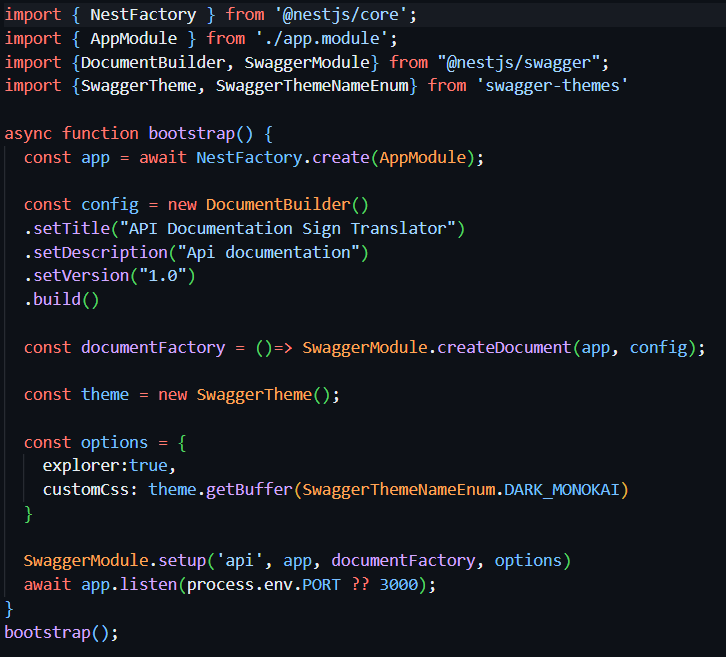 import { NestFactory } from '@nestjs/core';
import { AppModule } from './app.module';
import {DocumentBuilder, SwaggerModule} from "@nestjs/swagger";
import {SwaggerTheme, SwaggerThemeNameEnum} from 'swagger-themes'

async function bootstrap() {
  const app = await NestFactory.create(AppModule);

  const config = new DocumentBuilder()
  .setTitle("API Documentation Sign Translator")
  .setDescription("Api documentation")
  .setVersion("1.0")
  .build()

  const documentFactory = ()=> SwaggerModule.createDocument(app, config);

  const theme = new SwaggerTheme();

  const options = {
    explorer:true,
    customCss: theme.getBuffer(SwaggerThemeNameEnum.DARK_MONOKAI)
  }

  SwaggerModule.setup('api', app, documentFactory, options)
  await app.listen(process.env.PORT ?? 3000);
}
bootstrap();